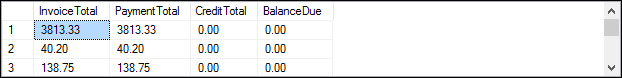 InvoiceTotal PaymentTotal CreditTotal BalanceDue
1 3813.33 3813.33 0.00 0.00
2 40.20 40.20 0.00 0.00
3 138.75 138.75 0.00 0.00